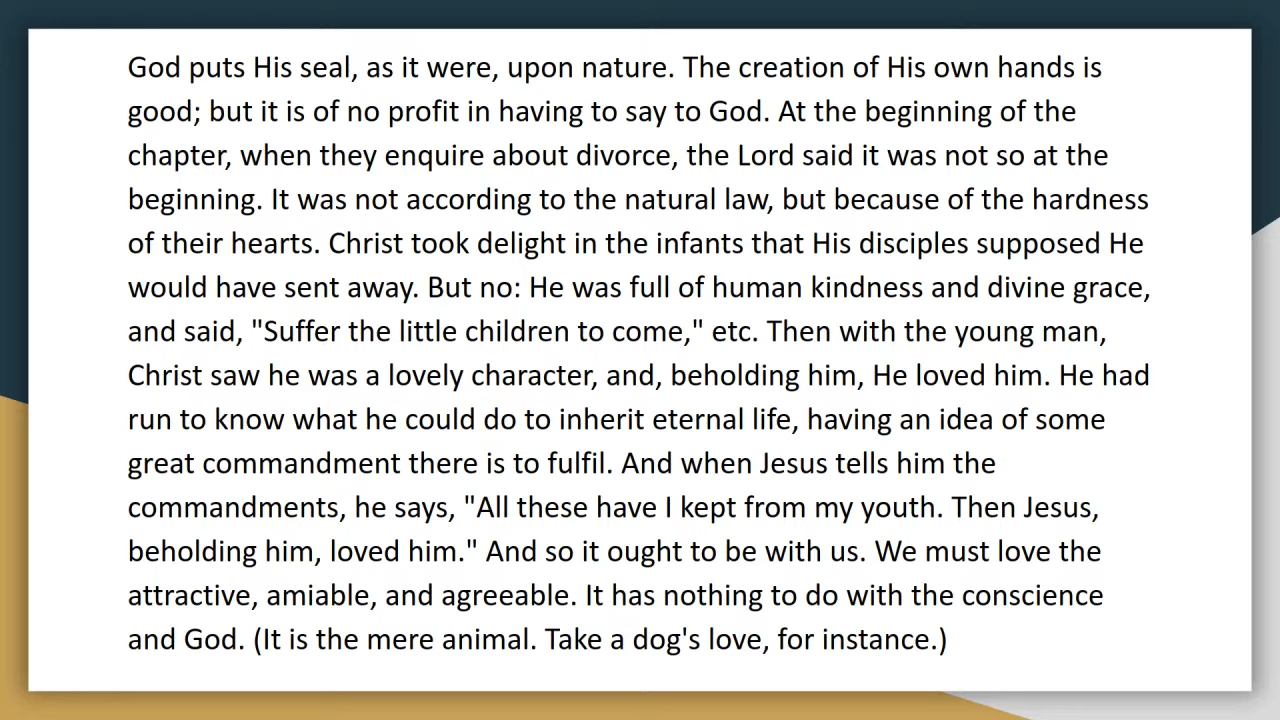 God puts His seal, as it were, upon nature. The creation of His own hands is
good; but it is of no profit in having to say to God. At the beginning of the
chapter, when they enquire about divorce, the Lord said it was not so at the
beginning. It was not according to the natural law, but because of the hardness
of their hearts. Christ took delight in the infants that His disciples supposed He
would have sent away. But no: He was full of human kindness and divine grace,
and said, "Suffer the little children to come," etc. Then with the young man,
Christ saw he was a lovely character, and, beholding him, He loved him. He had
run to know what he could do to inherit eternal life, having an idea of some
great commandment there is to fulfil. And when Jesus tells him the
commandments, he says, "All these have I kept from my youth. Then Jesus,
beholding him, loved him." And so it ought to be with us. We must love the
attractive, amiable, and agreeable. It has nothing to do with the conscience
and God. (It is the mere animal. Take a dog's love, for instance.)